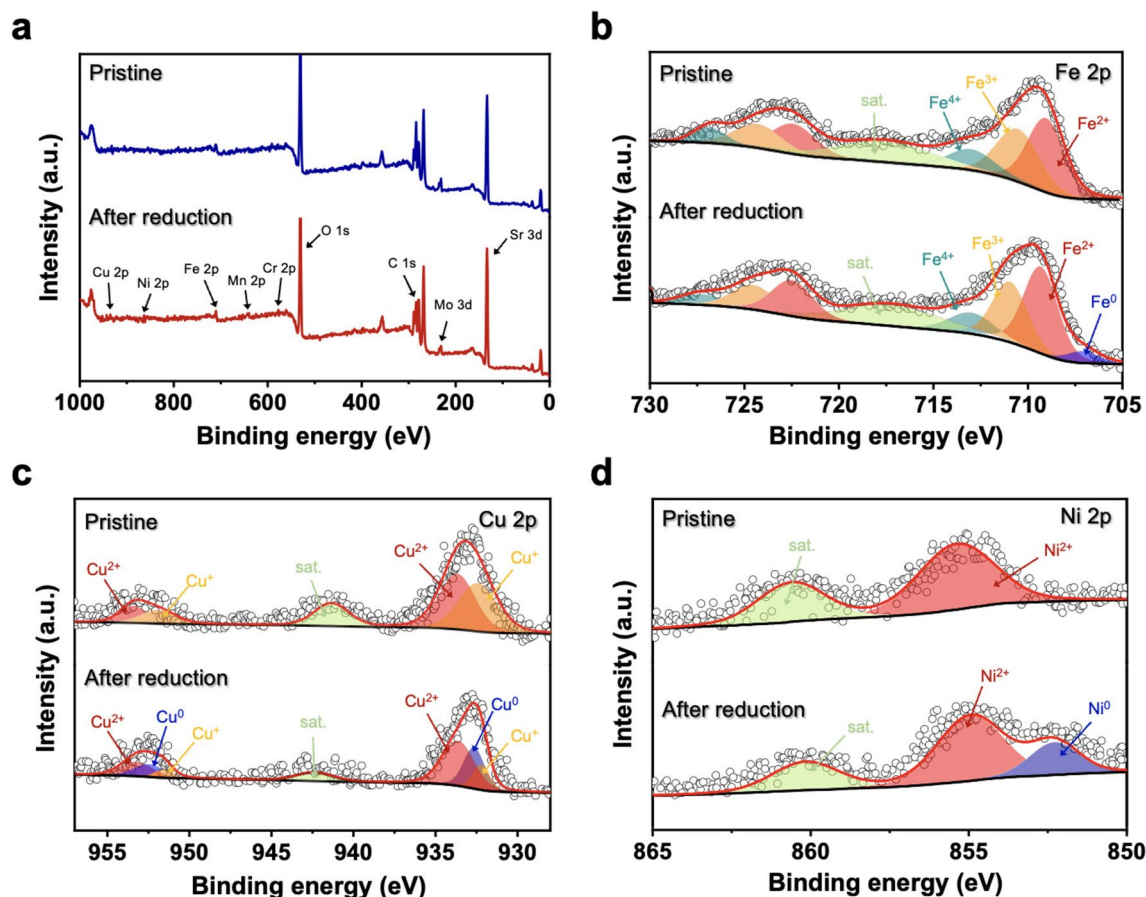 a
Pristine
After reduction
O 1s
Sr 3d
C 1s
Mo 3d
Cu 2p
Ni 2p
Fe 2p
Mn 2p
Cr 2p
Intensity (a.u.)
1000 800 600 400 200 0
Binding energy (eV)
b
Pristine
Fe 2p
sat.
Fe⁴⁺
Fe³⁺
Fe²⁺
After reduction
sat.
Fe⁴⁺
Fe³⁺
Fe²⁺
Fe⁰
Intensity (a.u.)
730 725 720 715 710 705
Binding energy (eV)
c
Pristine
Cu 2p
Cu²⁺
Cu⁺
sat.
Cu²⁺
Cu⁺
After reduction
Cu²⁺
Cu⁰
Cu⁺
sat.
Cu²⁺
Cu⁰
Cu⁺
Intensity (a.u.)
955 950 945 940 935 930
Binding energy (eV)
d
Pristine
Ni 2p
sat.
Ni²⁺
After reduction
sat.
Ni²⁺
Ni⁰
Intensity (a.u.)
865 860 855 850
Binding energy (eV)